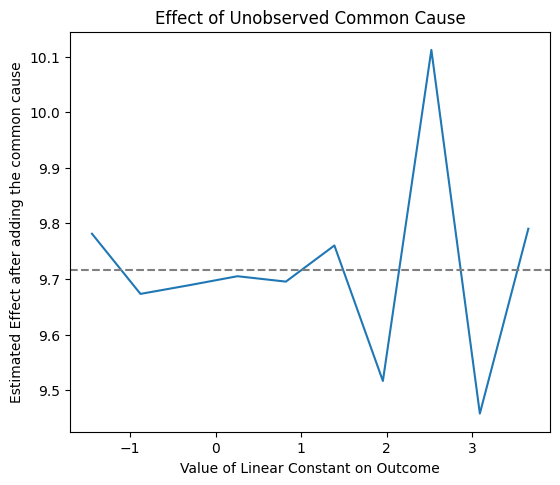 Effect of Unobserved Common Cause
Estimated Effect after adding the common cause
10.1
10.0
9.9
9.8
9.7
9.6
9.5
−1 0 1 2 3
Value of Linear Constant on Outcome